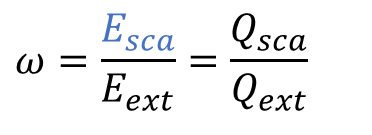 ω = E_sca / E_ext = Q_sca / Q_ext